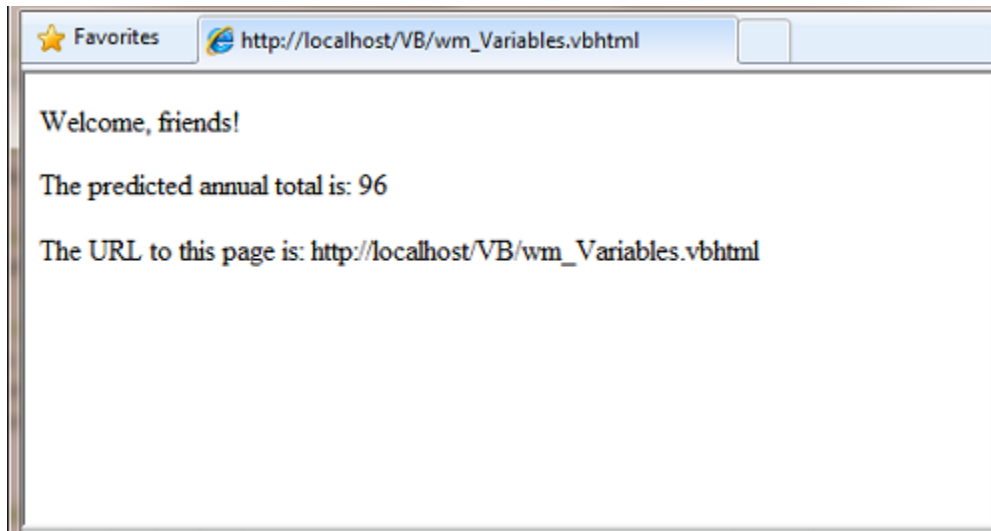 Favorites
http://localhost/VB/wm_Variables.vbhtml
Welcome, friends!
The predicted annual total is: 96
The URL to this page is: http://localhost/VB/wm_Variables.vbhtml